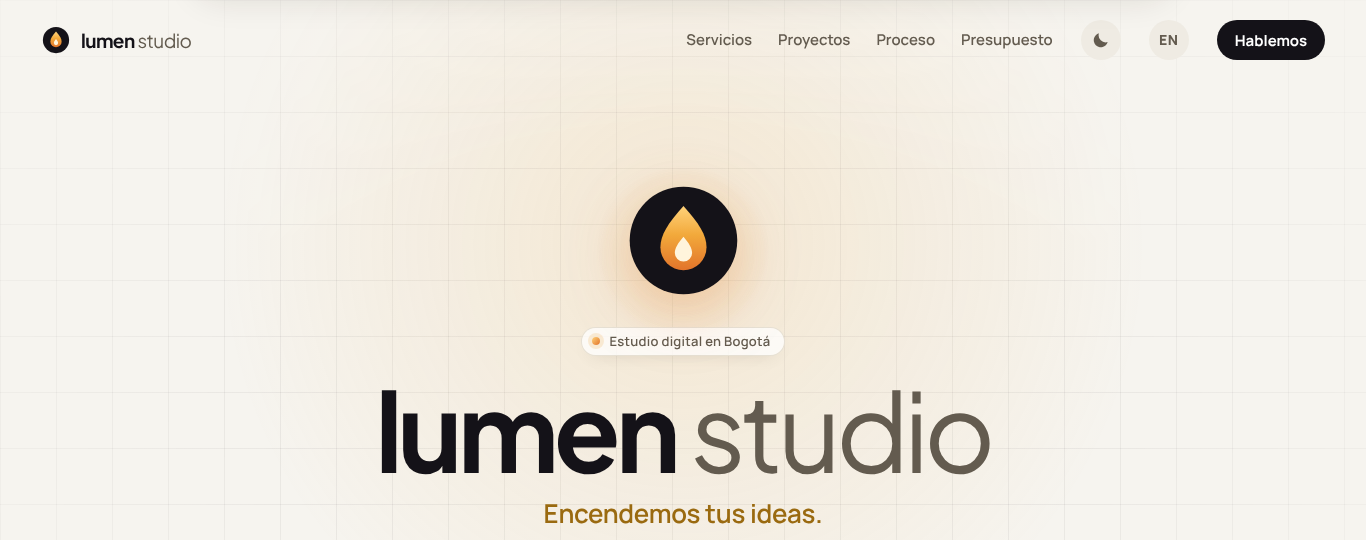 lumen studio
Servicios
Proyectos
Proceso
Presupuesto
EN
Hablemos
Estudio digital en Bogotá
lumen studio
Encendemos tus ideas.